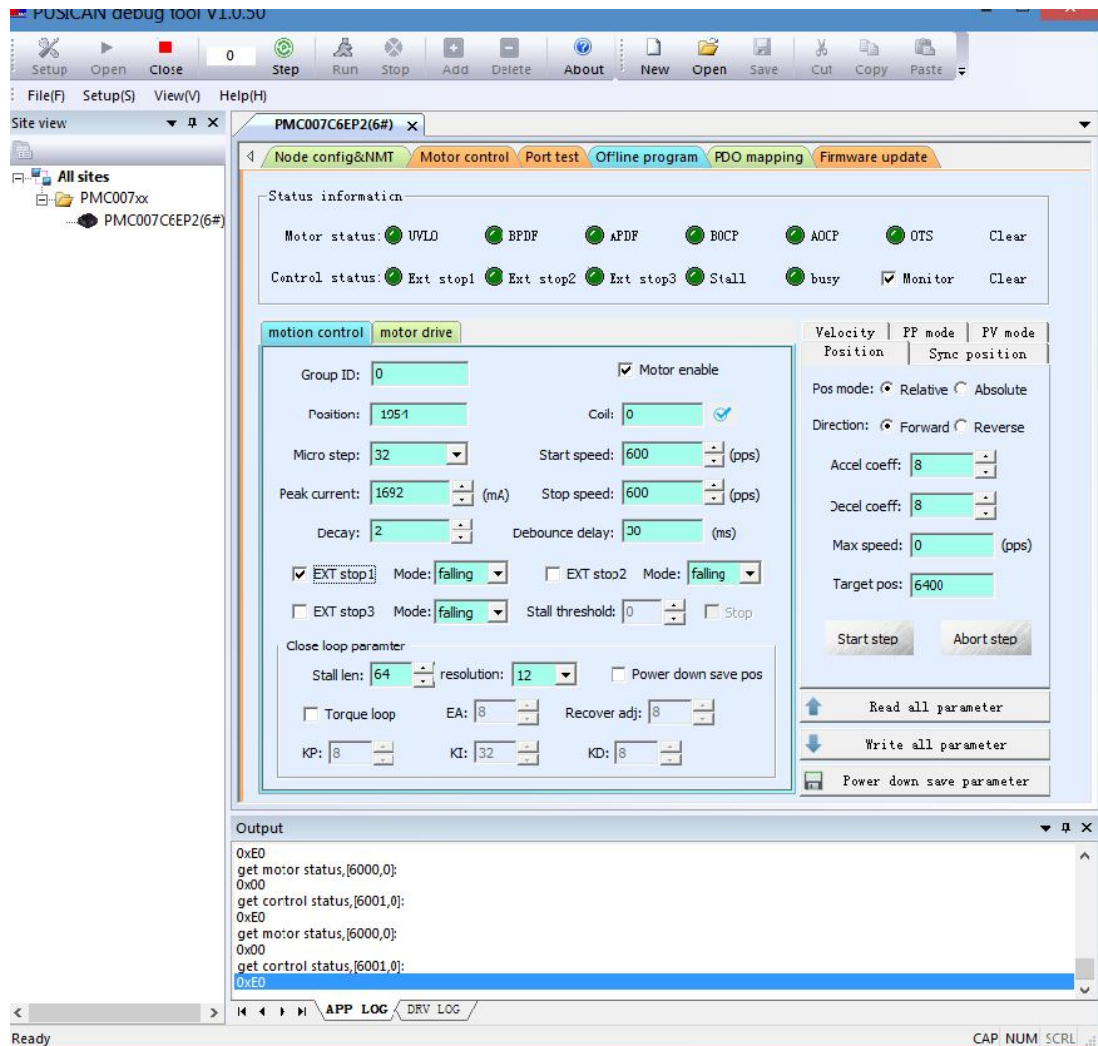 PUSICAN debug tool V1.0.50
0
Setup Open Close Step Run Stop Add Delete About New Open Save Cut Copy Paste
File(F) Setup(S) View(V) Help(H)
Site view
PMC007C6EP2(6#)
All sites
PMC007xx
PMC007C6EP2(6#)
Node config&NMT Motor control Port test Offline program PDO mapping Firmware update
Status information
Motor status: UVLO BPDF APDF BOCP AOCP OTS Clear
Control status: Ext stop1 Ext stop2 Ext stop3 Stall busy Monitor Clear
motion control motor drive
Group ID: 0 Motor enable
Position: 1954 Coil: 0
Micro step: 32 Start speed: 600 (pps)
Peak current: 1692 (mA) Stop speed: 600 (pps)
Decay: 2 Debounce delay: 30 (ms)
EXT stop1 Mode: falling EXT stop2 Mode: falling
EXT stop3 Mode: falling Stall threshold: 0 Stop
Close loop paramter
Stall len: 64 resolution: 12 Power down save pos
Torque loop EA: 8 Recover adj: 8
KP: 8 KI: 32 KD: 8
Velocity PP mode PV mode
Position Sync position
Pos mode: Relative Absolute
Direction: Forward Reverse
Accel coeff: 8
Decel coeff: 8
Max speed: 0 (pps)
Target pos: 6400
Start step Abort step
Read all parameter
Write all parameter
Power down save parameter
Output
0xE0
get motor status,[6000,0]:
0x00
get control status,[6001,0]:
0xE0
get motor status,[6000,0]:
0x00
get control status,[6001,0]:
0xE0
APP LOG DRV LOG
Ready CAP NUM SCRL